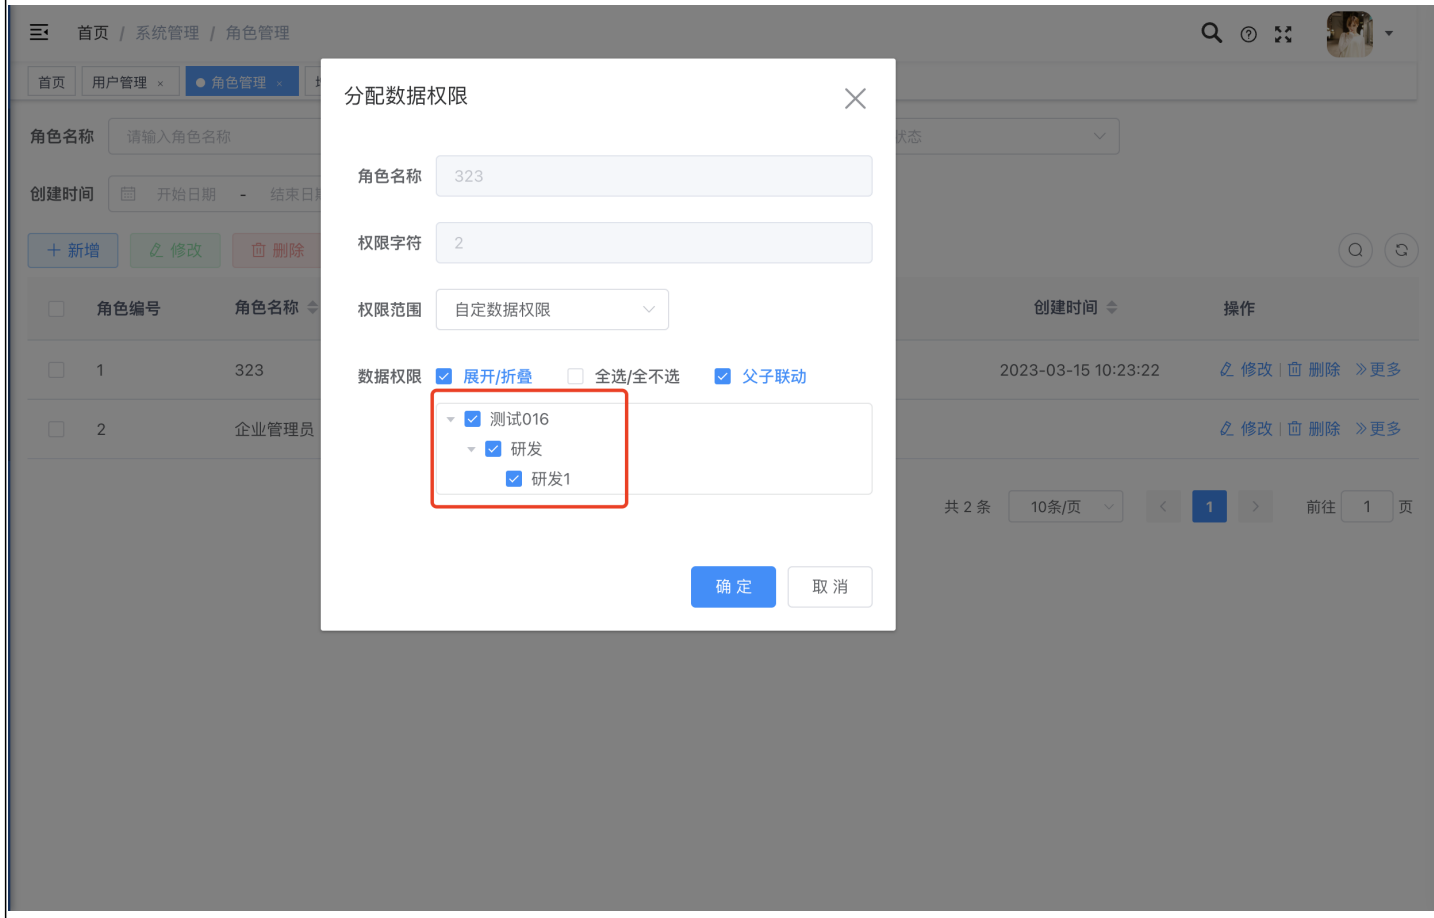 首页 / 系统管理 / 角色管理
首页 用户管理 × 角色管理 ×
分配数据权限
角色名称 请输入角色名称 状态
角色名称 323
创建时间 开始日期 - 结束日期
权限字符 2
+ 新增 修改 删除
权限范围 自定数据权限
角色编号 角色名称 创建时间 操作
1 323 2023-03-15 10:23:22 修改 删除 更多
数据权限 展开/折叠 全选/全不选 父子联动
测试016
2 企业管理员 修改 删除 更多
研发
研发1
共 2 条 10条/页 < 1 > 前往 1 页
确 定 取 消